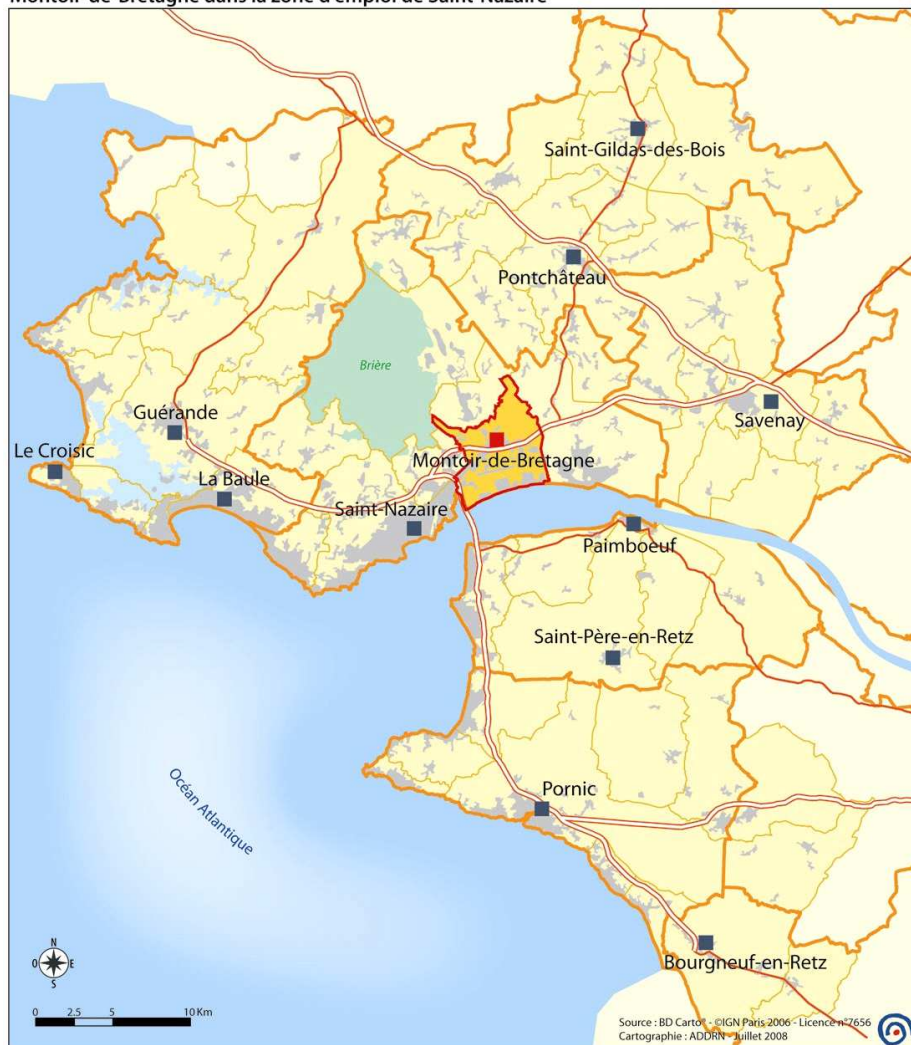 Montoir-de-Bretagne dans la zone d'emploi de Saint-Nazaire
Saint-Gildas-des-Bois
Pontchâteau
Brière
Savenay
Guérande
Le Croisic
Montoir-de-Bretagne
La Baule
Saint-Nazaire
Paimboeuf
Saint-Père-en-Retz
Océan Atlantique
Pornic
Bourgneuf-en-Retz
N
O E
S
0 2.5 5 10 Km
Source : BD Carto® - ©IGN Paris 2006 - Licence n°7656
Cartographie : ADDRN - Juillet 2008